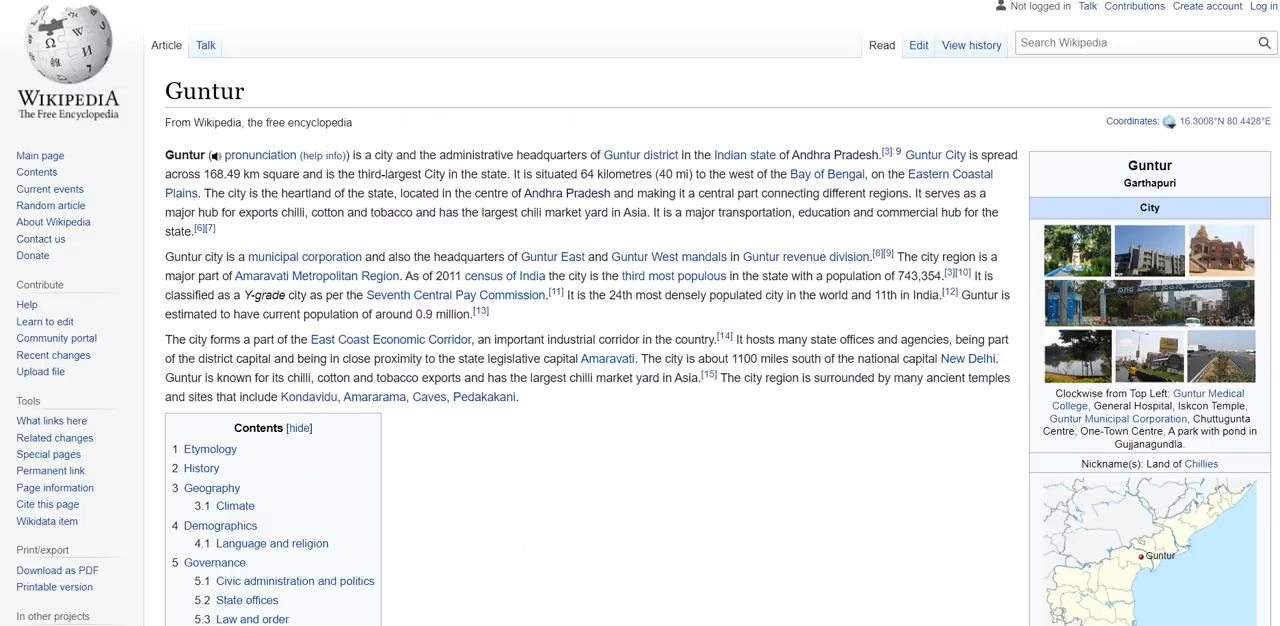 Not logged in Talk Contributions Create account Log in
WIKIPEDIA
The Free Encyclopedia
Article Talk
Read Edit View history
Search Wikipedia
Main page
Contents
Current events
Random article
About Wikipedia
Contact us
Donate
Contribute
Help
Learn to edit
Community portal
Recent changes
Upload file
Tools
What links here
Related changes
Special pages
Permanent link
Page information
Cite this page
Wikidata item
Print/export
Download as PDF
Printable version
In other projects
Guntur
From Wikipedia, the free encyclopedia
Coordinates: 16.3008°N 80.4428°E
Guntur (pronunciation (help·info)) is a city and the administrative headquarters of Guntur district in the Indian state of Andhra Pradesh.[3]:9 Guntur City is spread
across 168.49 km square and is the third-largest City in the state. It is situated 64 kilometres (40 mi) to the west of the Bay of Bengal, on the Eastern Coastal
Plains. The city is the heartland of the state, located in the centre of Andhra Pradesh and making it a central part connecting different regions. It serves as a
major hub for exports chilli, cotton and tobacco and has the largest chili market yard in Asia. It is a major transportation, education and commercial hub for the
state.[6][7]
Guntur city is a municipal corporation and also the headquarters of Guntur East and Guntur West mandals in Guntur revenue division.[8][9] The city region is a
major part of Amaravati Metropolitan Region. As of 2011 census of India the city is the third most populous in the state with a population of 743,354.[3][10] It is
classified as a Y-grade city as per the Seventh Central Pay Commission.[11] It is the 24th most densely populated city in the world and 11th in India.[12] Guntur is
estimated to have current population of around 0.9 million.[13]
The city forms a part of the East Coast Economic Corridor, an important industrial corridor in the country.[14] It hosts many state offices and agencies, being part
of the district capital and being in close proximity to the state legislative capital Amaravati. The city is about 1100 miles south of the national capital New Delhi.
Guntur is known for its chilli, cotton and tobacco exports and has the largest chilli market yard in Asia.[15] The city region is surrounded by many ancient temples
and sites that include Kondavidu, Amararama, Caves, Pedakakani.
Contents [hide]
1 Etymology
2 History
3 Geography
3.1 Climate
4 Demographics
4.1 Language and religion
5 Governance
5.1 Civic administration and politics
5.2 State offices
5.3 Law and order
Guntur
Garthapuri
City
Clockwise from Top Left: Guntur Medical
College, General Hospital, Iskcon Temple,
Guntur Municipal Corporation, Chuttugunta
Centre, One-Town Centre, A park with pond in
Gujjanagundla.
Nickname(s): Land of Chillies
Guntur